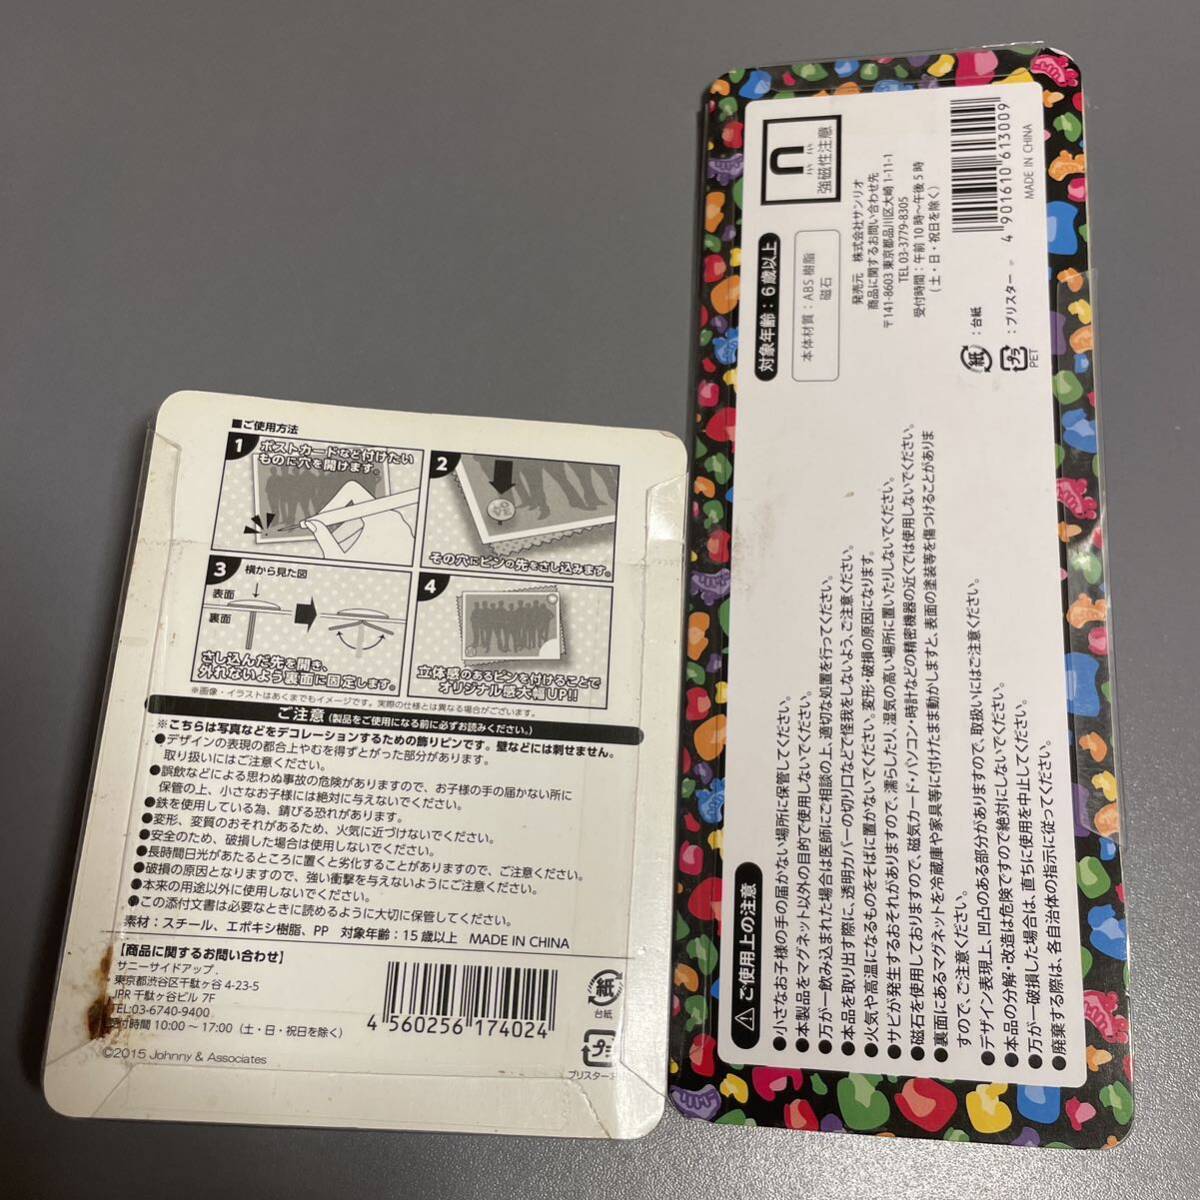 ■ご使用方法
1
ポストカードなど付けたい
ものに穴を開けます。
2
その穴にピンの先をさし込みます。
3
横から見た図
表面
裏面
さし込んだ先を開き、
外れないよう裏面に固定します。
4
立体感のあるピンを付けることで
オリジナル感大幅UP!!
※画像・イラストはあくまでもイメージです。実際の仕様とは異なる場合がございます。
ご注意(製品をご使用になる前に必ずお読みください。)
※こちらは写真などをデコレーションするための飾りピンです。壁などには刺せません。
●デザインの表現の都合上やむを得ずとがった部分があります。
取り扱いにはご注意ください。
●誤飲などによる思わぬ事故の危険がありますので、お子様の手の届かない所に
保管の上、小さなお子様には絶対に与えないでください。
●鉄を使用している為、錆びる恐れがあります。
●変形、変質のおそれがあるため、火気に近づけないでください。
●安全のため、破損した場合は使用しないでください。
●長時間日光があたるところに置くと劣化することがありますので、ご注意ください。
●破損の原因となりますので、強い衝撃を与えないようにご注意ください。
●本来の用途以外に使用しないでください。
●この添付文書は必要なときに読めるように大切に保管してください。
素材：スチール、エポキシ樹脂、PP 対象年齢：15歳以上 MADE IN CHINA
【商品に関するお問い合わせ】
サニーサイドアップ.
東京都渋谷区千駄ヶ谷 4-23-5
JPR 千駄ヶ谷ビル 7F
TEL:03-6740-9400
受付時間 10:00 〜 17:00（土・日・祝日を除く）
©2015 Johnny & Associates
4 560256 174024
紙
台紙
プラ
ブリスター
強磁性注意
対象年齢：6歳以上
本体材質：ABS樹脂
磁石
発売元 株式会社サンリオ
商品に関するお問い合わせ先
〒141-8603 東京都品川区大崎 1-11-1
TEL 03-3779-8305
受付時間：午前 10 時〜午後 5 時
（土・日・祝日を除く）
4 901610 613009
MADE IN CHINA
紙：台紙
プラ：ブリスター
PET
ご使用上の注意
●小さなお子様の手の届かない場所に保管してください。
●本製品をマグネット以外の目的で使用しないでください。
●万が一飲み込まれた場合は医師にご相談の上、適切な処置を行ってください。
●本品を取り出す際に、透明カバーの切り口などで怪我をしないよう、ご注意ください。
●火気や高温になるものをそばに置かないでください。変形・破損の原因になります。
●サビが発生するおそれがありますので、濡らしたり、湿気の高い場所に置いたりしないでください。
●磁石を使用しておりますので、磁気カード・パソコン・時計などの精密機器の近くでは使用しないでください。
●裏面にあるマグネットを冷蔵庫や家具等に付けたまま動かしますと、表面の塗装等を傷つけることがありま
すので、ご注意ください。
●デザイン表現上、凹凸のある部分がありますので、取り扱いにはご注意ください。
●本品の分解・改造は危険ですので絶対にしないでください。
●万が一破損した場合は、直ちに使用を中止してください。
●廃棄する際は、各自治体の指示に従ってください。